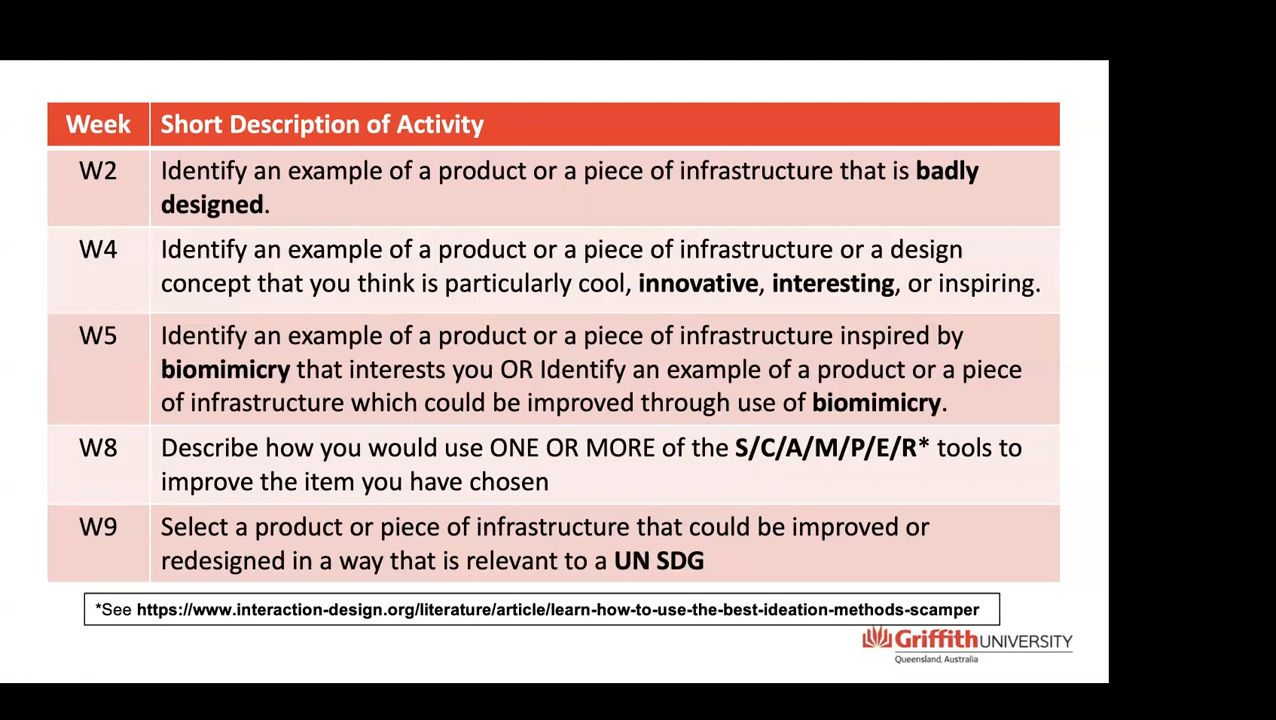 Week Short Description of Activity
W2 Identify an example of a product or a piece of infrastructure that is badly
designed.
W4 Identify an example of a product or a piece of infrastructure or a design
concept that you think is particularly cool, innovative, interesting, or inspiring.
W5 Identify an example of a product or a piece of infrastructure inspired by
biomimicry that interests you OR Identify an example of a product or a piece
of infrastructure which could be improved through use of biomimicry.
W8 Describe how you would use ONE OR MORE of the S/C/A/M/P/E/R* tools to
improve the item you have chosen
W9 Select a product or piece of infrastructure that could be improved or
redesigned in a way that is relevant to a UN SDG
*See https://www.interaction-design.org/literature/article/learn-how-to-use-the-best-ideation-methods-scamper
Griffith UNIVERSITY
Queensland, Australia